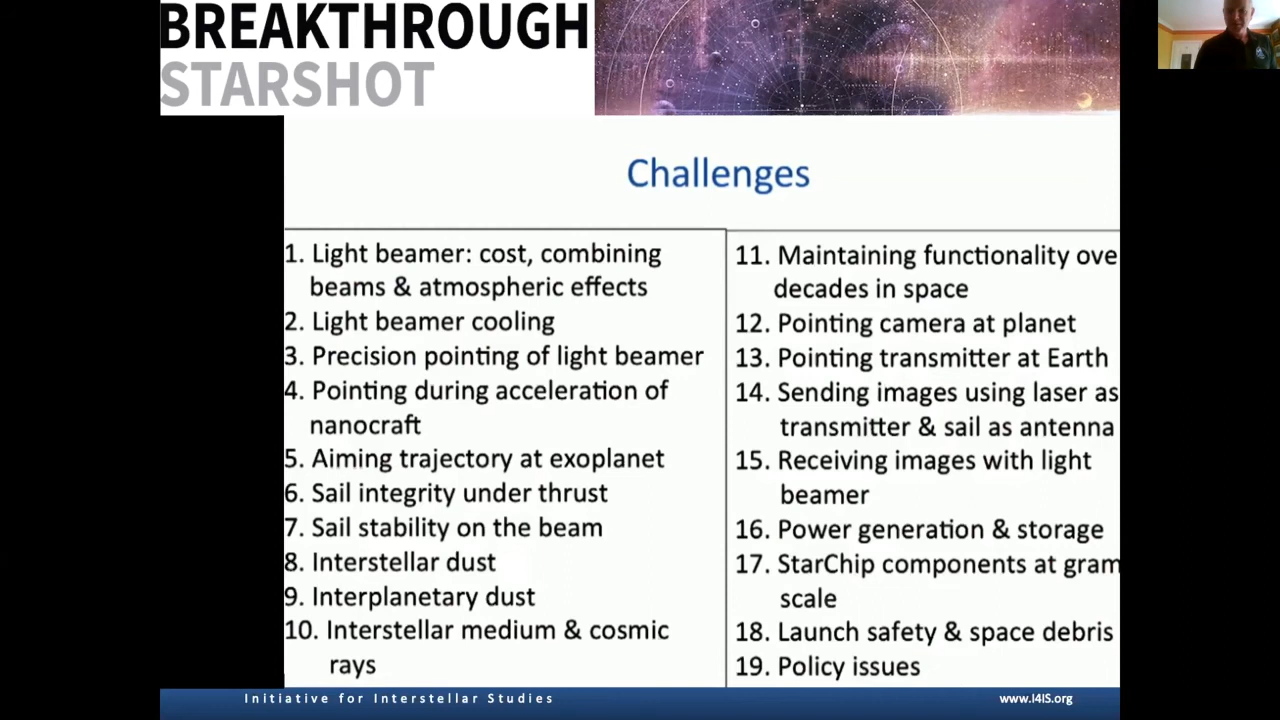 BREAKTHROUGH
STARSHOT
Challenges
1. Light beamer: cost, combining
beams & atmospheric effects
2. Light beamer cooling
3. Precision pointing of light beamer
4. Pointing during acceleration of
nanocraft
5. Aiming trajectory at exoplanet
6. Sail integrity under thrust
7. Sail stability on the beam
8. Interstellar dust
9. Interplanetary dust
10. Interstellar medium & cosmic
rays
11. Maintaining functionality ove
decades in space
12. Pointing camera at planet
13. Pointing transmitter at Earth
14. Sending images using laser as
transmitter & sail as antenna
15. Receiving images with light
beamer
16. Power generation & storage
17. StarChip components at gram
scale
18. Launch safety & space debris
19. Policy issues
Initiative for Interstellar Studies
www.I4IS.org